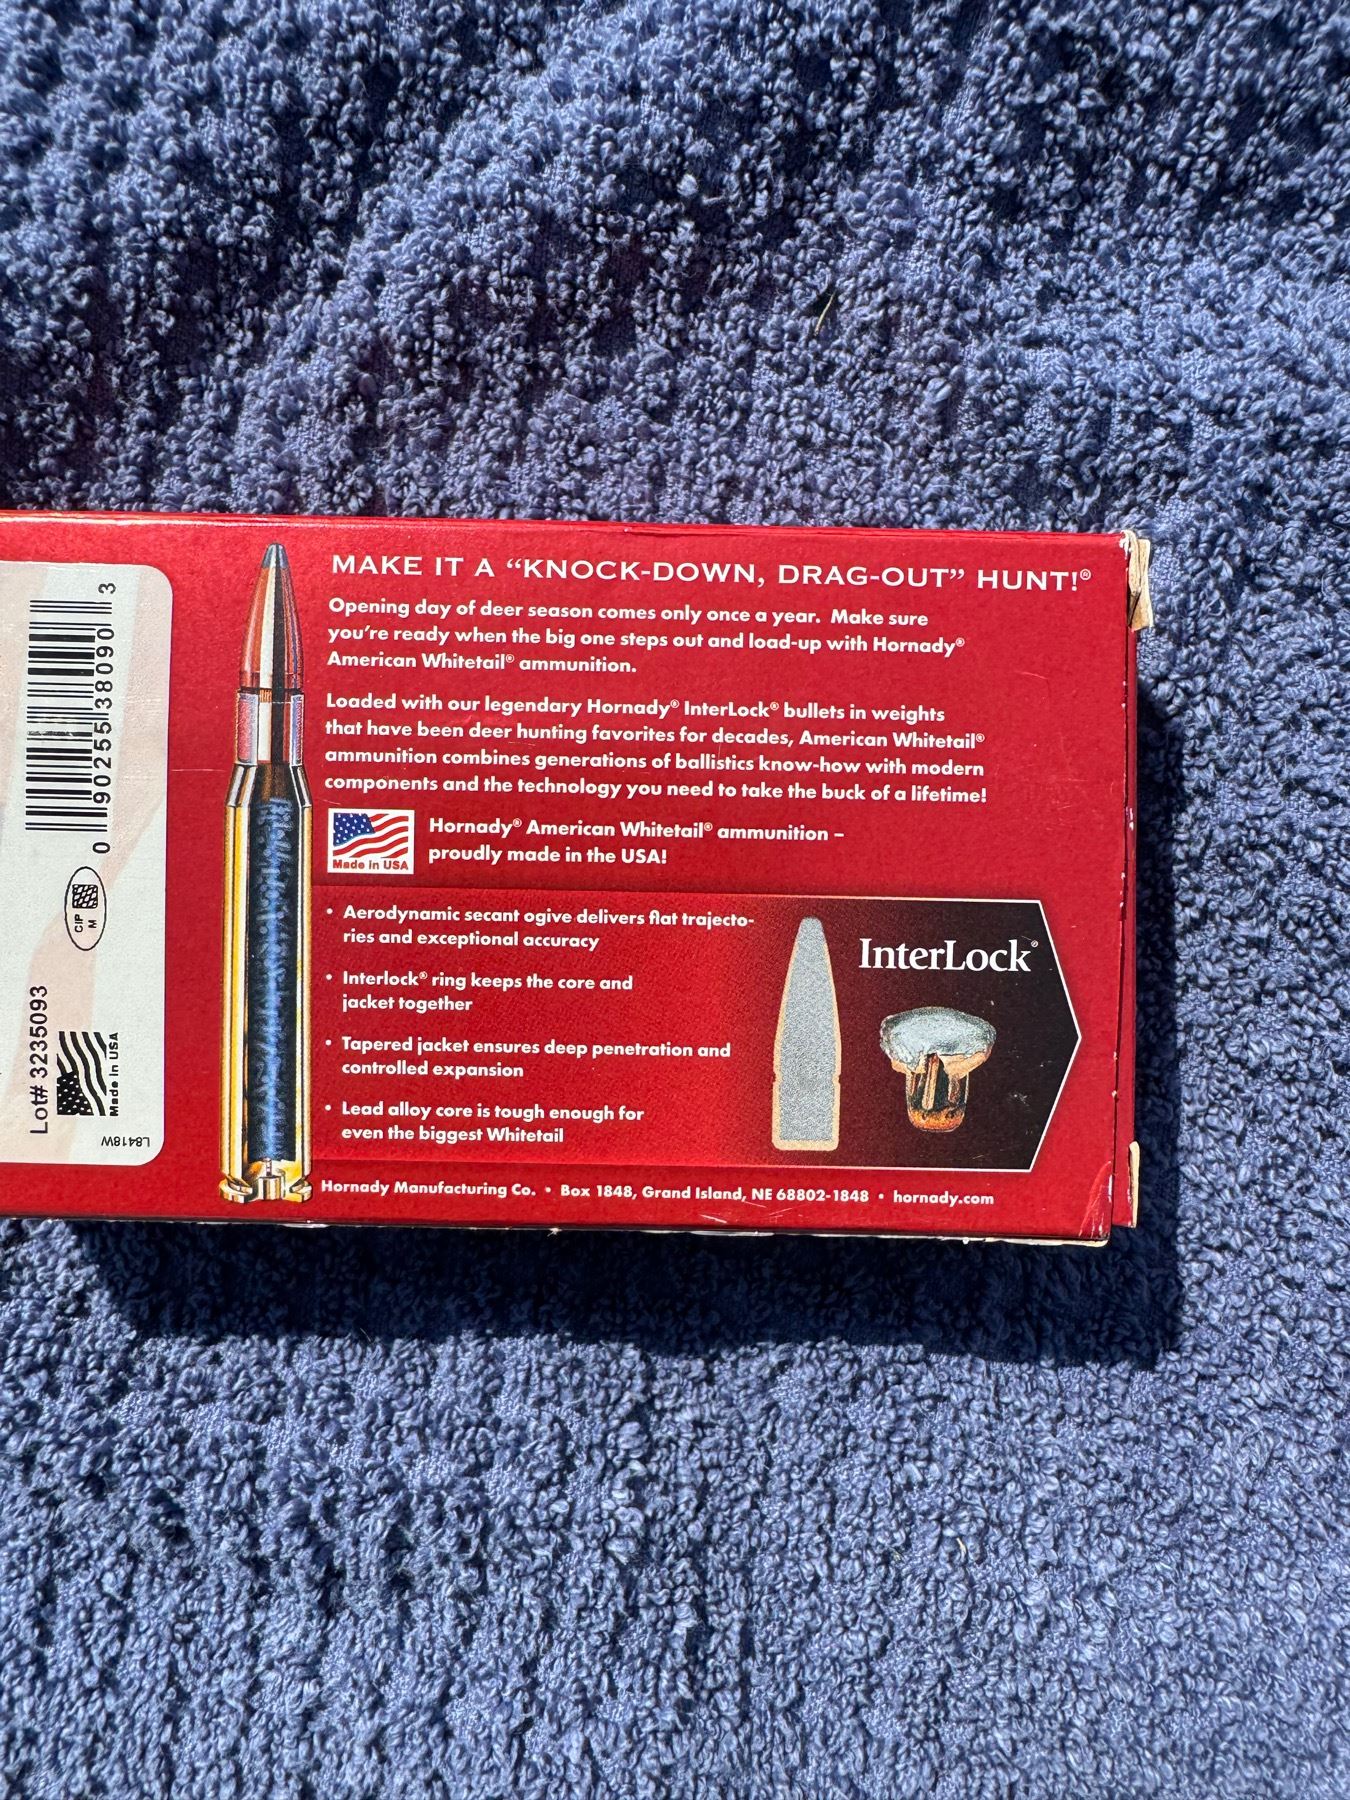 MAKE IT A “KNOCK-DOWN, DRAG-OUT” HUNT!®
Opening day of deer season comes only once a year. Make sure
you’re ready when the big one steps out and load-up with Hornady®
American Whitetail® ammunition.
Loaded with our legendary Hornady® InterLock® bullets in weights
that have been deer hunting favorites for decades, American Whitetail®
ammunition combines generations of ballistics know-how with modern
components and the technology you need to take the buck of a lifetime!
Made in USA
Hornady® American Whitetail® ammunition –
proudly made in the USA!
• Aerodynamic secant ogive delivers flat trajecto-
ries and exceptional accuracy
• Interlock® ring keeps the core and
jacket together
• Tapered jacket ensures deep penetration and
controlled expansion
• Lead alloy core is tough enough for
even the biggest Whitetail
InterLock®
Hornady Manufacturing Co. • Box 1848, Grand Island, NE 68802-1848 • hornady.com
0 90255 38090 3
CIP
M
Lot# 3235093
Made in USA
L8418W